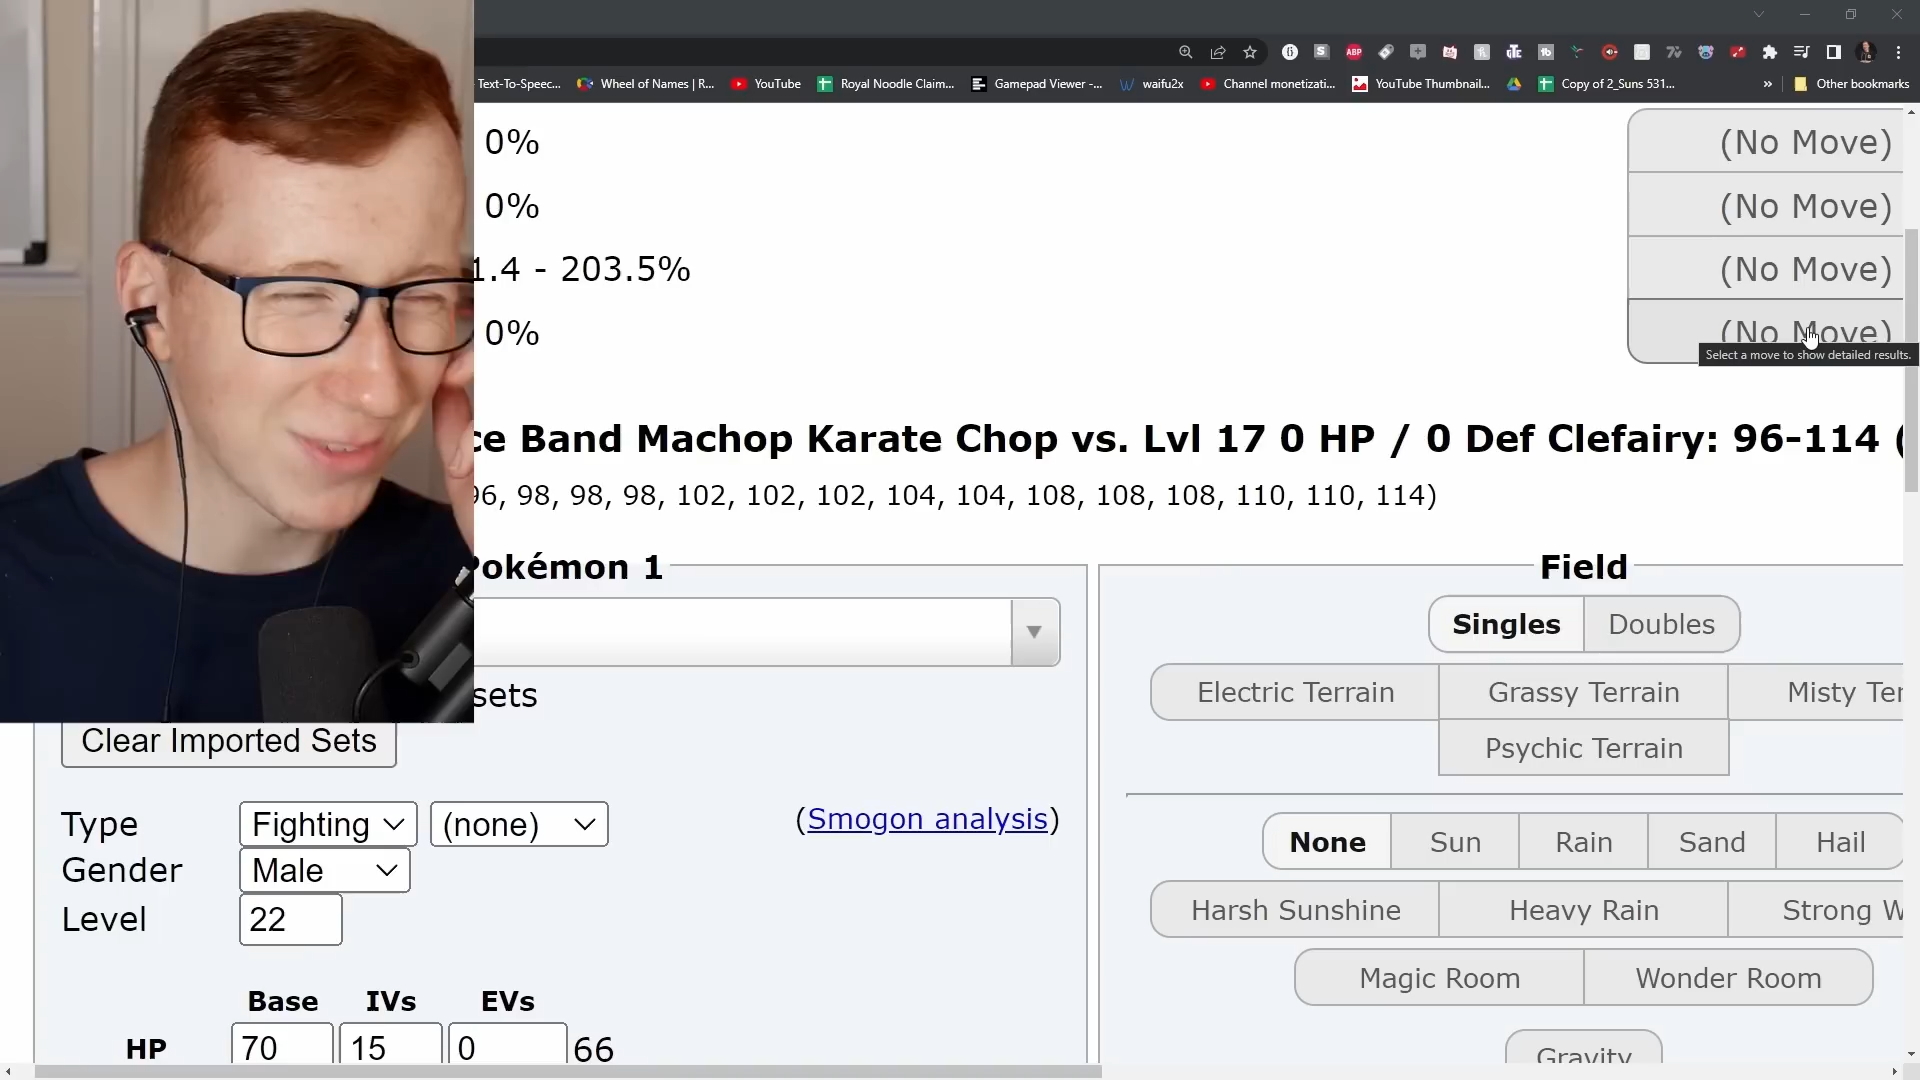 Text-To-Speec...
Wheel of Names | R...
YouTube
Royal Noodle Claim...
Gamepad Viewer -...
waifu2x
Channel monetizati...
YouTube Thumbnail...
Copy of 2_Suns 531...
»
Other bookmarks
0%
(No Move)
0%
(No Move)
1.4 - 203.5%
(No Move)
0%
(No Move)
Select a move to show detailed results.
ce Band Machop Karate Chop vs. Lvl 17 0 HP / 0 Def Clefairy: 96-114 (
96, 98, 98, 98, 102, 102, 102, 104, 104, 108, 108, 108, 110, 110, 114)
Pokémon 1
sets
Clear Imported Sets
Type
Fighting
(none)
(Smogon analysis)
Gender
Male
Level
22
Base
IVs
EVs
HP
70
15
0
66
Field
Singles
Doubles
Electric Terrain
Grassy Terrain
Misty Ter
Psychic Terrain
None
Sun
Rain
Sand
Hail
Harsh Sunshine
Heavy Rain
Strong W
Magic Room
Wonder Room
Gravity